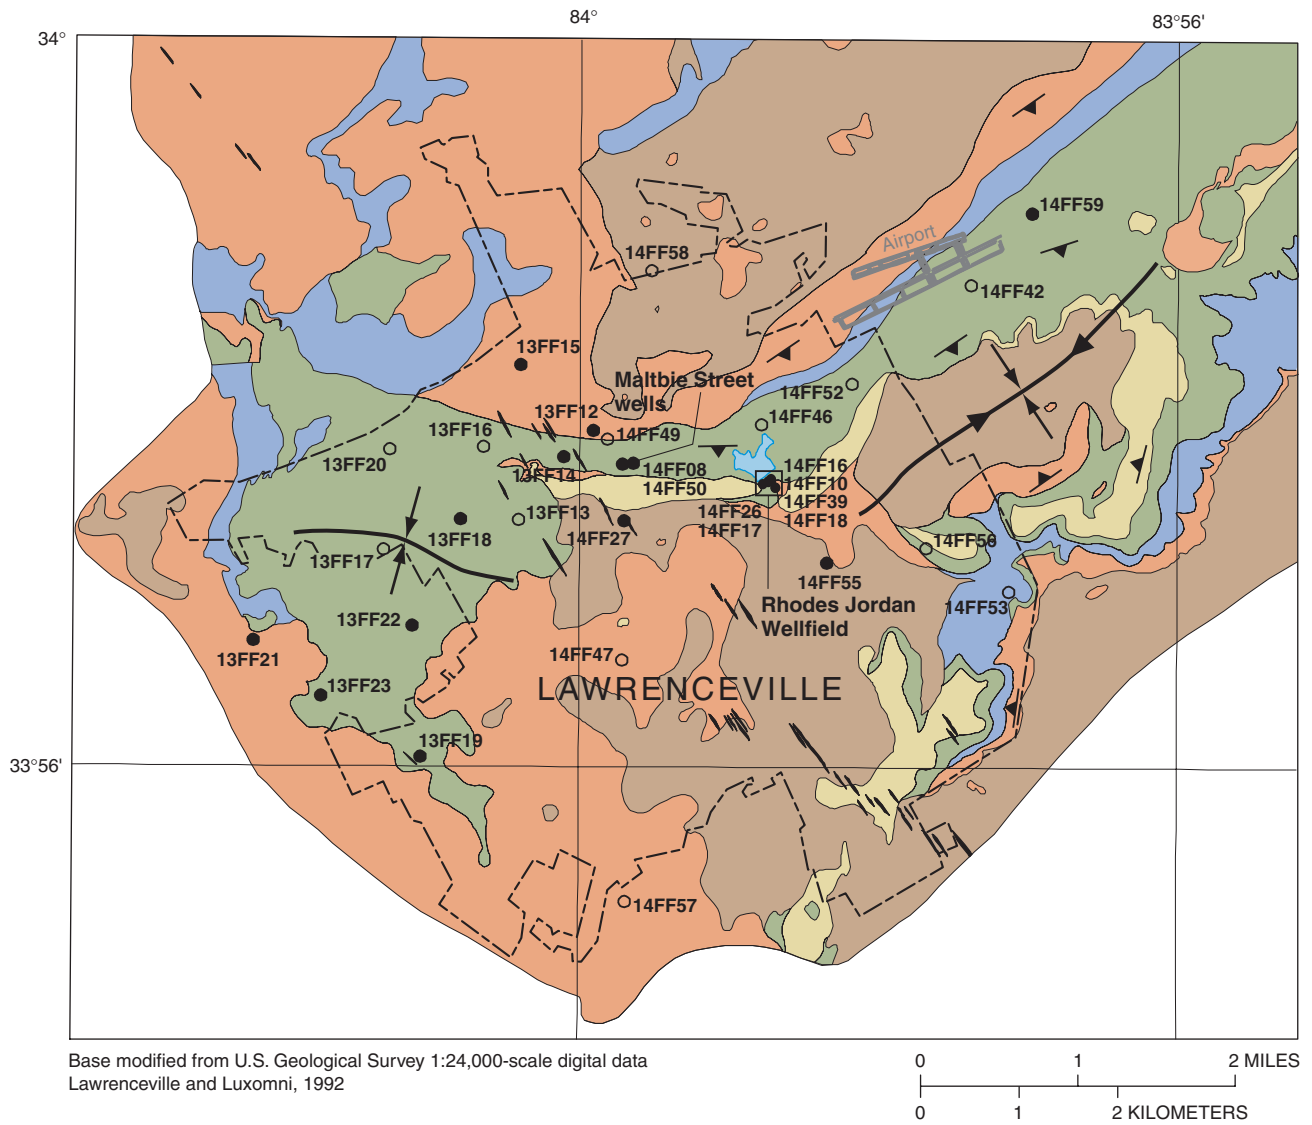 84°
83°56'
34°
14FF59
Airport
14FF58
14FF42
13FF15
Maltbie Street
wells
14FF52
13FF12
14FF46
13FF16
14FF49
13FF20
14FF16
14FF08
13FF14
14FF10
14FF50
14FF39
14FF26
14FF18
13FF13
14FF17
13FF18
14FF27
14FF56
13FF17
14FF55
Rhodes Jordan
Wellfield
14FF53
13FF22
13FF21
14FF47
13FF23
LAWRENCEVILLE
13FF19
33°56'
14FF57
Base modified from U.S. Geological Survey 1:24,000-scale digital data
Lawrenceville and Luxomni, 1992
0 1 2 MILES
0 1 2 KILOMETERS